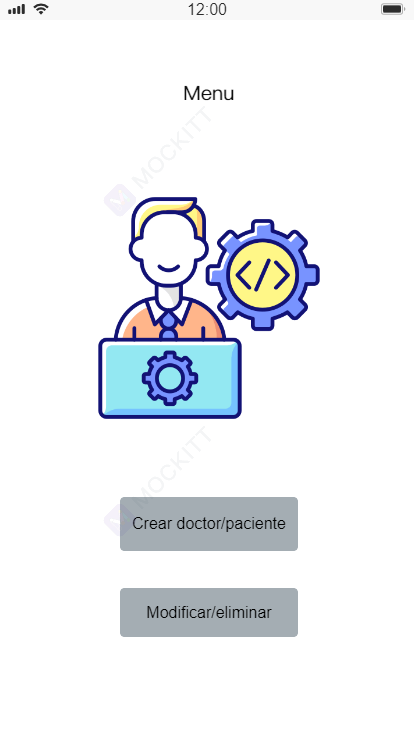 12:00
Menu
MOCKITT
</>
MOCKITT
Crear doctor/paciente
Modificar/eliminar